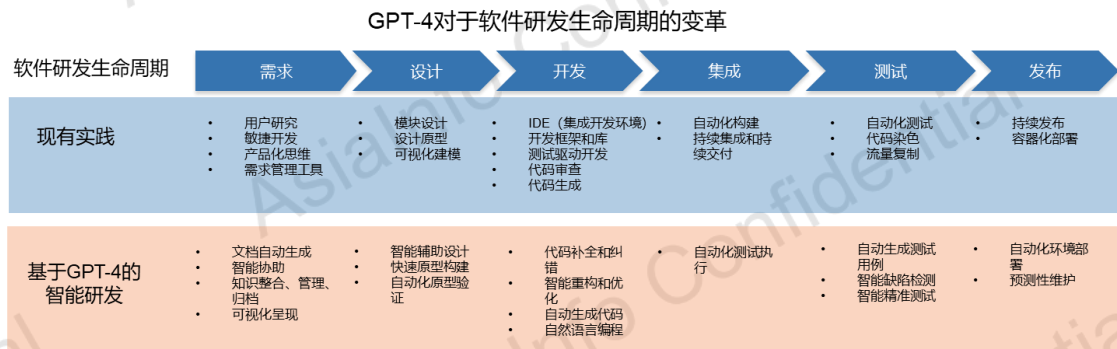 GPT-4对于软件研发生命周期的变革
软件研发生命周期
需求
设计
开发
集成
测试
发布
现有实践
• 用户研究
• 敏捷开发
• 产品化思维
• 需求管理工具
• 模块设计
• 设计原型
• 可视化建模
• IDE（集成开发环境)
• 开发框架和库
• 测试驱动开发
• 代码审查
• 代码生成
• 自动化构建
• 持续集成和持
续交付
• 自动化测试
• 代码染色
• 流量复制
• 持续发布
• 容器化部署
基于GPT-4的
智能研发
• 文档自动生成
• 智能协助
• 知识整合、管理、
归档
• 可视化呈现
• 智能辅助设计
• 快速原型构建
• 自动化原型验
证
• 代码补全和纠
错
• 智能重构和优
化
• 自动生成代码
• 自然语言编程
• 自动化测试执
行
• 自动生成测试
用例
• 智能缺陷检测
• 智能精准测试
• 自动化环境部
署
• 预测性维护
AsiaInfo Confidential
AsiaInfo Confidential